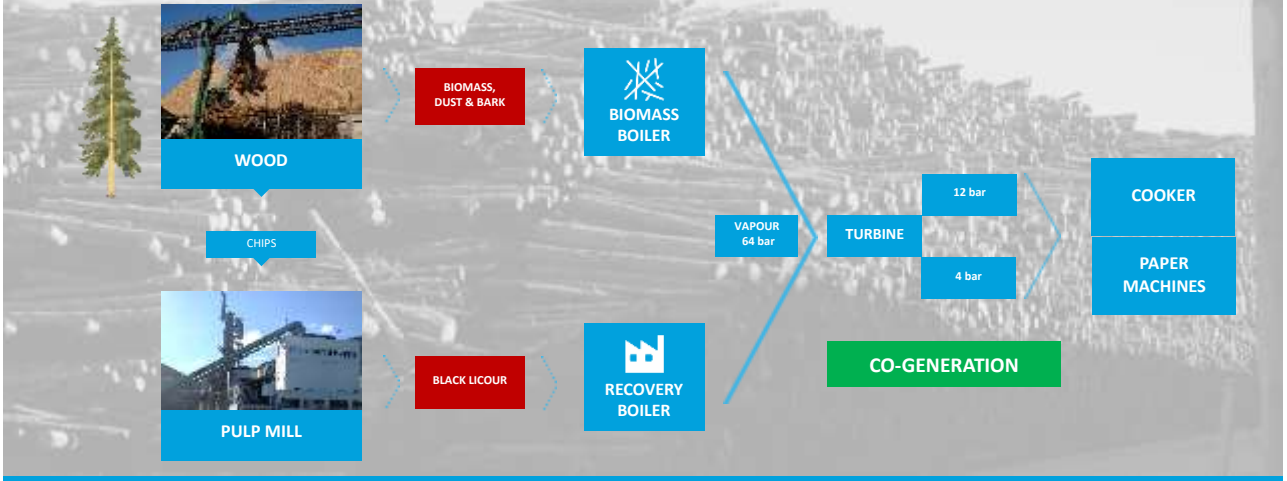 WOOD
CHIPS
PULP MILL
BIOMASS,
DUST & BARK
BLACK LICOUR
BIOMASS
BOILER
RECOVERY
BOILER
VAPOUR
64 bar
TURBINE
12 bar
4 bar
COOKER
PAPER
MACHINES
CO-GENERATION